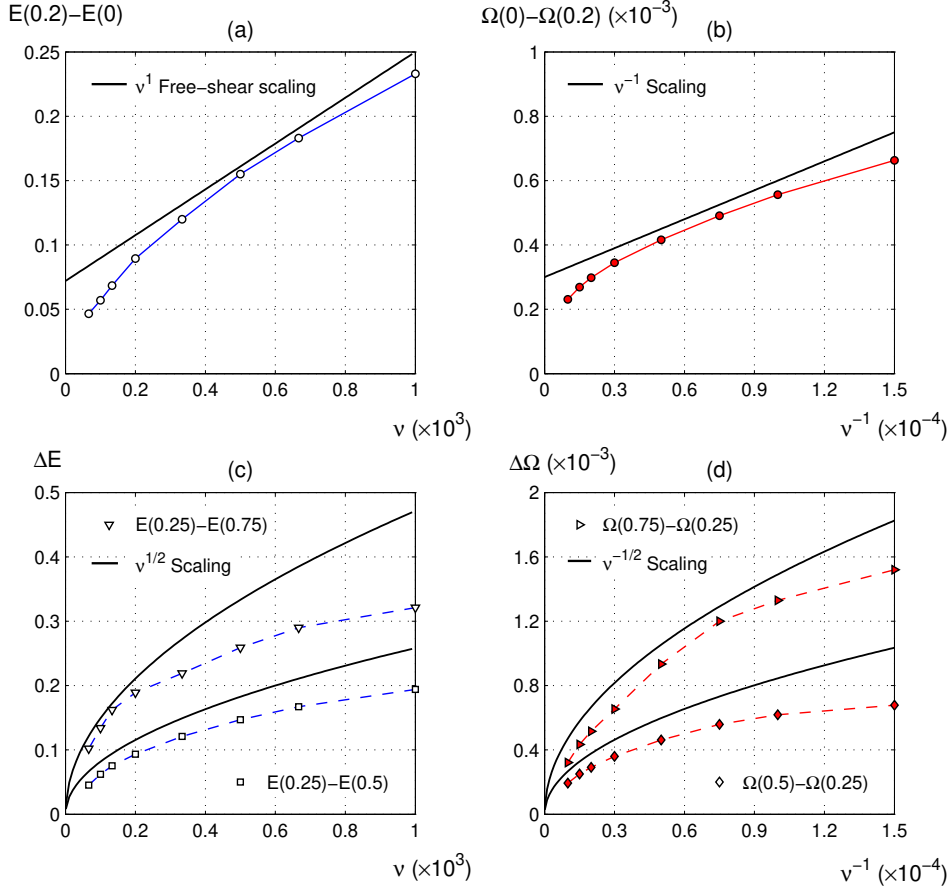 E(0.2)−E(0)
(a)
0.25
0.2
0.15
0.1
0.05
0
ν¹ Free−shear scaling
0 0.2 0.4 0.6 0.8 1
ν (×10³)
Ω(0)−Ω(0.2) (×10⁻³)
(b)
1
0.8
0.6
0.4
0.2
0
ν⁻¹ Scaling
0 0.3 0.6 0.9 1.2 1.5
ν⁻¹ (×10⁻⁴)
ΔE
(c)
0.5
0.4
0.3
0.2
0.1
0
E(0.25)−E(0.75)
ν¹ᐟ² Scaling
E(0.25)−E(0.5)
0 0.2 0.4 0.6 0.8 1
ν (×10³)
ΔΩ (×10⁻³)
(d)
2
1.6
1.2
0.8
0.4
0
Ω(0.75)−Ω(0.25)
ν⁻¹ᐟ² Scaling
Ω(0.5)−Ω(0.25)
0 0.3 0.6 0.9 1.2 1.5
ν⁻¹ (×10⁻⁴)